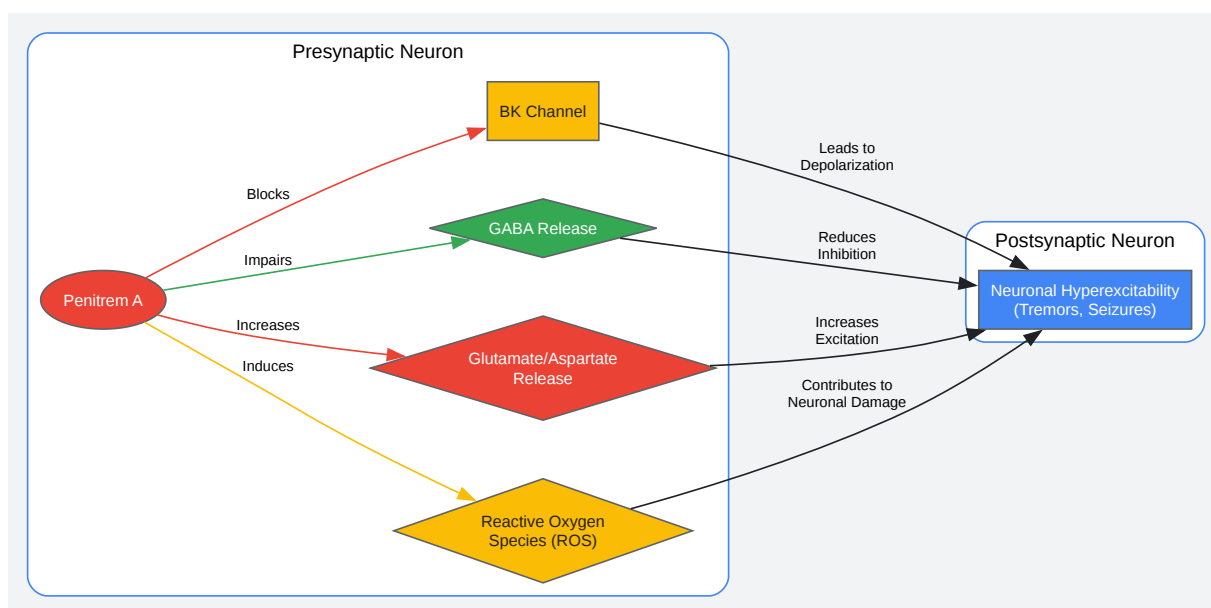 Presynaptic Neuron
BK Channel
Leads to
Depolarization
Blocks
GABA Release
Reduces
Inhibition
Postsynaptic Neuron
Impairs
Penitrem A
Neuronal Hyperexcitability
(Tremors, Seizures)
Increases
Increases
Excitation
Glutamate/Aspartate
Release
Induces
Contributes to
Neuronal Damage
Reactive Oxygen
Species (ROS)